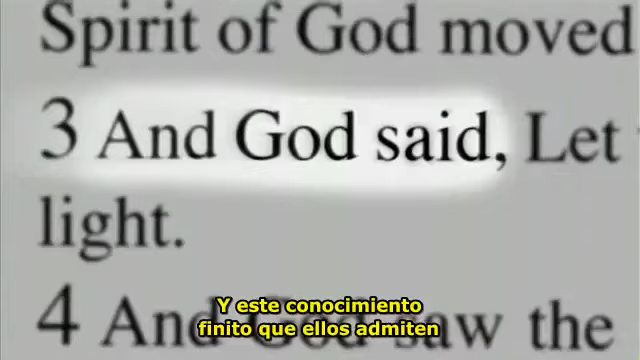 Spirit of God moved
3 And God said, Let
light.
4 And God saw the
Y este conocimiento
finito que ellos admiten